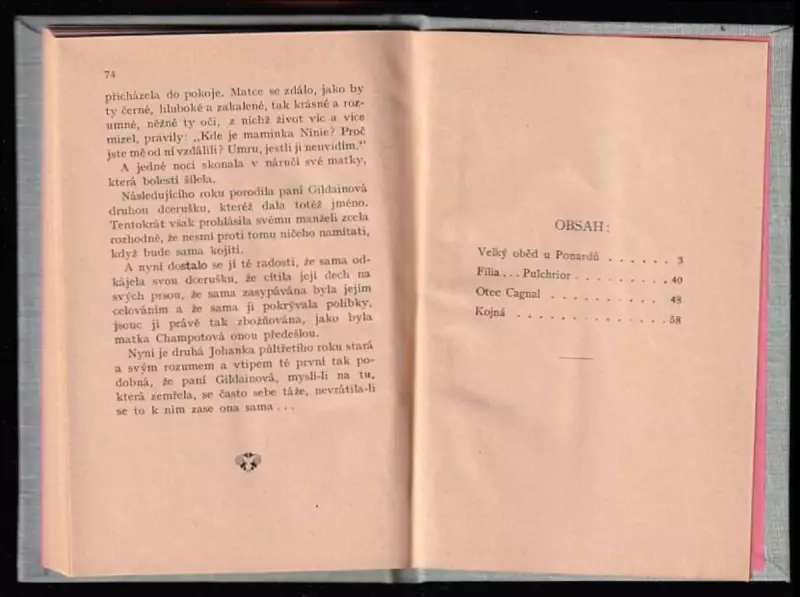 74
přicházela do pokoje. Matce se zdálo, jako by
ty černé, hluboké a zakalené, tak krásné a roz-
umné, něžné ty oči, z nichž život víc a více
mizel, pravily: „Kde je maminka Ninie? Proč
jste mě od ní vzdálili? Umru, jestli ji neuvidím.“
A jedné noci skonala v náručí své matky,
která bolestí šílela.
Následujícího roku porodila paní Gildainová
druhou dcerušku, kteréž dala totéž jméno.
Tentokrát však prohlásila svému manželi zcela
rozhodně, že nesmí proti tomu ničeho namítati,
když bude sama kojiti.
A nyní dostalo se jí té radosti, že sama od-
kájela svou dcerušku, že cítila její dech na
svých prsou, že sama zasypávána byla jejím
celováním a že sama ji pokrývala polibky,
jsouc jí právě tak zbožňována, jako byla
matka Champotová onou předešlou.
Nyní je druhá Johanka půltřetího roku stará
a svým rozumem a vtipem té první tak po-
dobná, že paní Gildainová, myslí-li na tu,
která zemřela, se často sebe táže, nevrátila-li
se to k ním zase ona sama . . .
OBSAH:
Velký oběd u Ponardů . . . . . . 3
Filia . . . Pulchrior . . . . . . . . . 40
Otec Cagnal . . . . . . . . . . 48
Kojná . . . . . . . . . . . . . 58